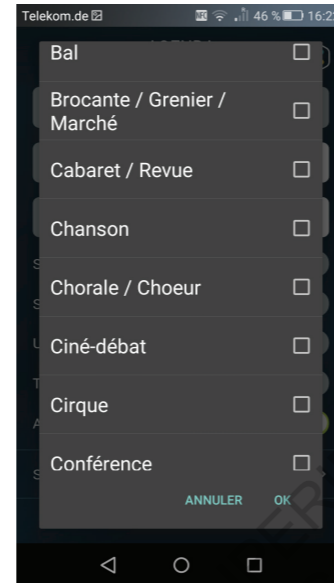 Telekom.de 46 % 16:2
Bal
Brocante / Grenier /
Marché
Cabaret / Revue
Chanson
Chorale / Choeur
Ciné-débat
Cirque
Conférence
ANNULER OK